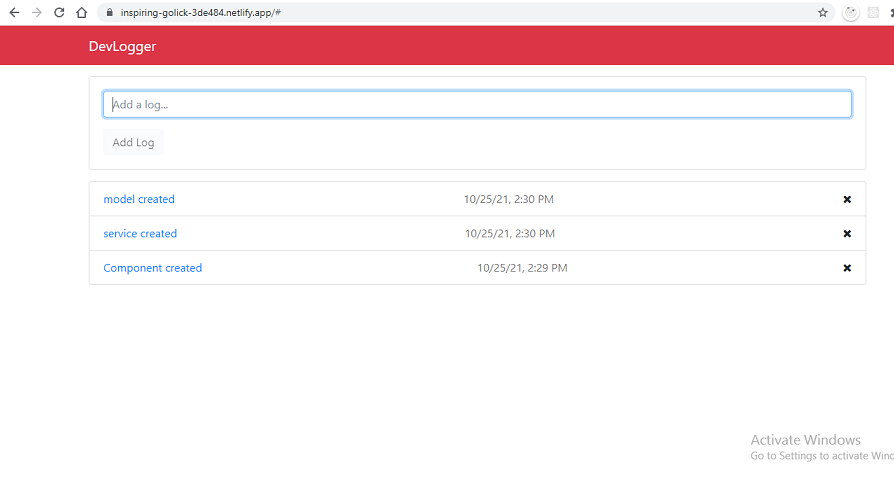 inspiring-golick-3de484.netlify.app/#
DevLogger
Add a log...
Add Log
model created 10/25/21, 2:30 PM ✖
service created 10/25/21, 2:30 PM ✖
Component created 10/25/21, 2:29 PM ✖
Activate Windows
Go to Settings to activate Wind